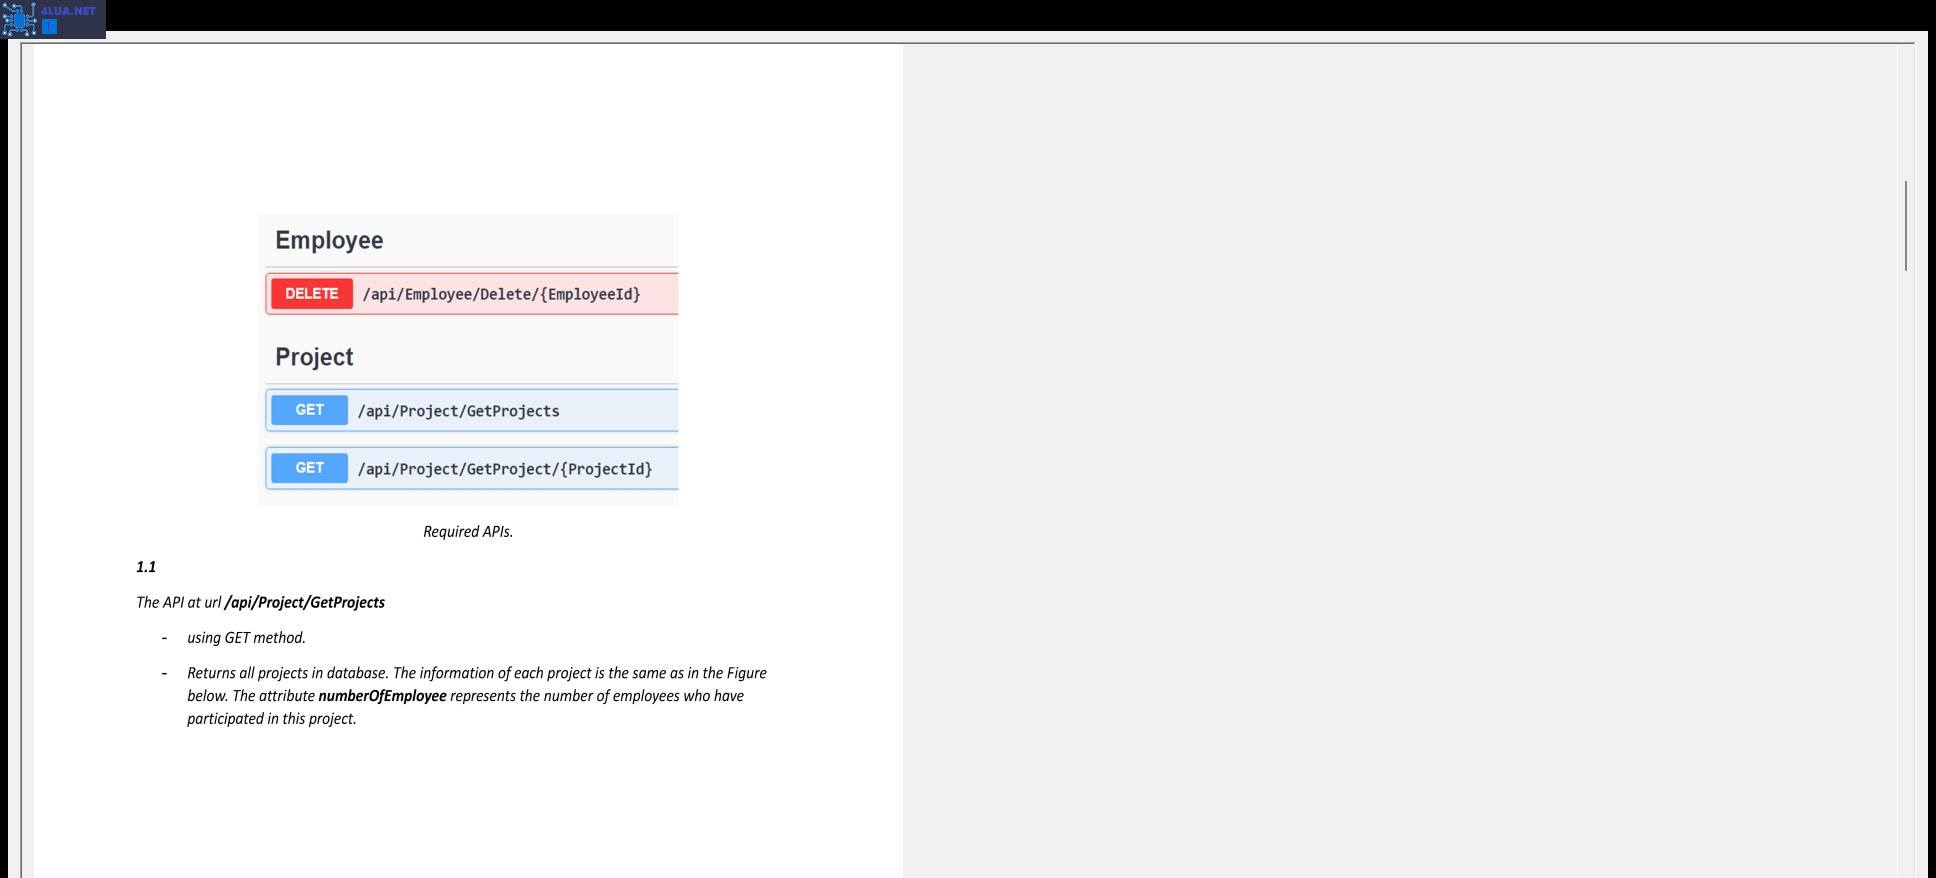 4LUA.NET
Employee
DELETE /api/Employee/Delete/{EmployeeId}
Project
GET /api/Project/GetProjects
GET /api/Project/GetProject/{ProjectId}
Required APIs.
1.1
The API at url /api/Project/GetProjects
- using GET method.
- Returns all projects in database. The information of each project is the same as in the Figure
below. The attribute numberOfEmployee represents the number of employees who have
participated in this project.